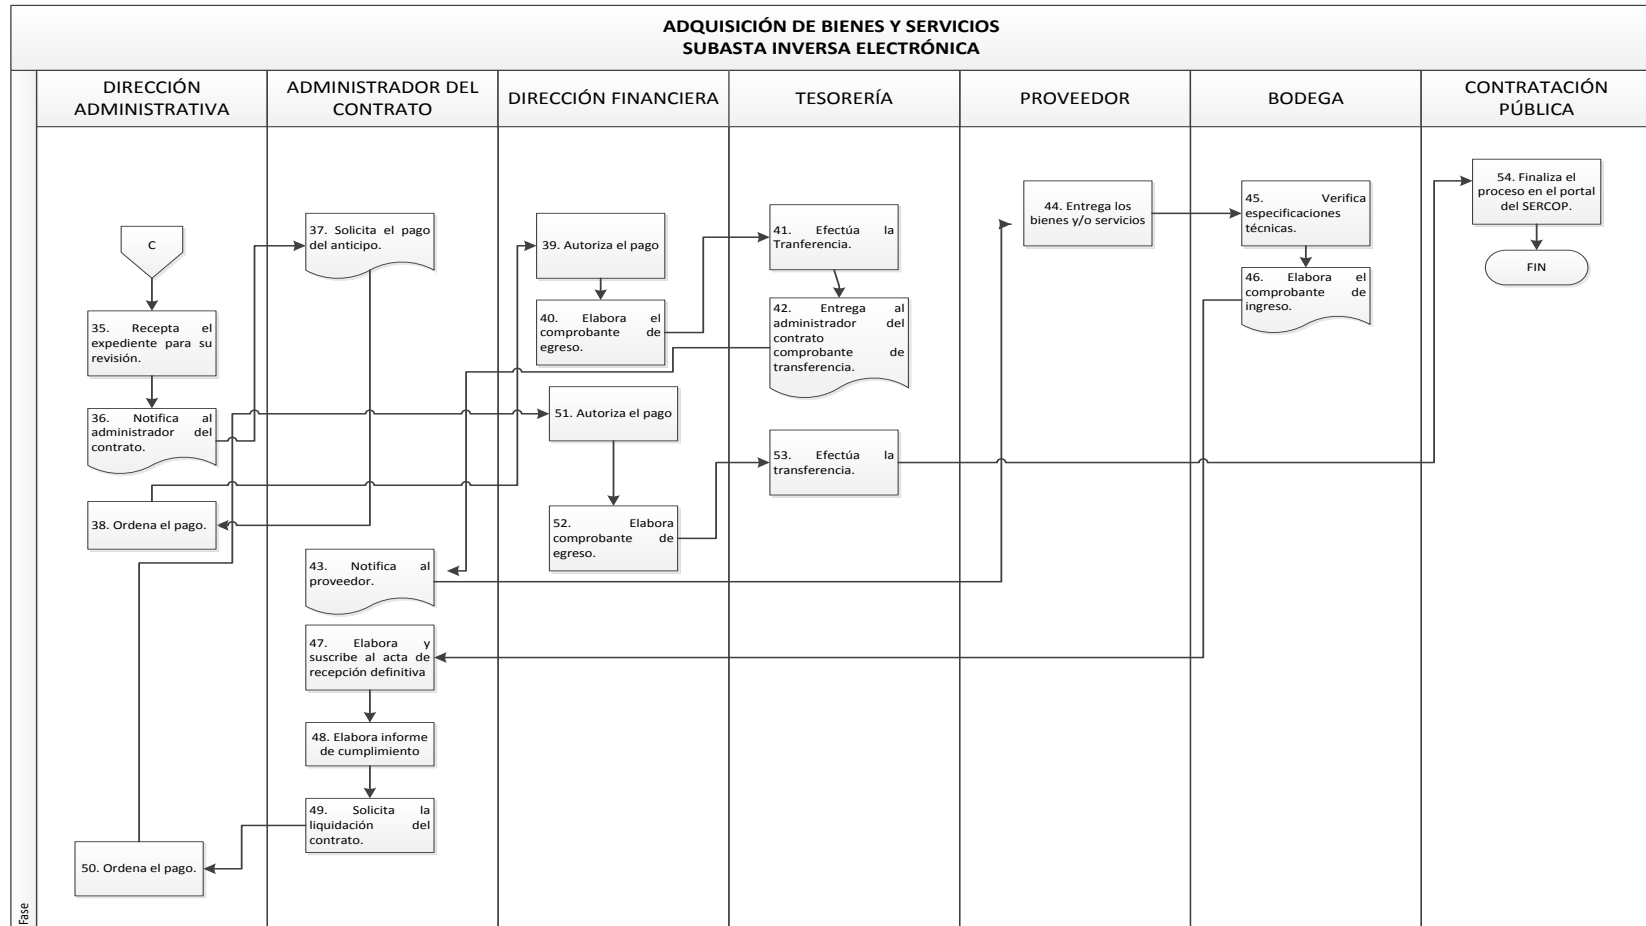 ADQUISICIÓN DE BIENES Y SERVICIOS
SUBASTA INVERSA ELECTRÓNICA
DIRECCIÓN
ADMINISTRATIVA
ADMINISTRADOR DEL
CONTRATO
DIRECCIÓN FINANCIERA
TESORERÍA
PROVEEDOR
BODEGA
CONTRATACIÓN
PÚBLICA
C
35. Recepta el
expediente para su
revisión.
36. Notifica al
administrador del
contrato.
37. Solicita el pago
del anticipo.
38. Ordena el pago.
39. Autoriza el pago
40. Elabora el
comprobante de
egreso.
41. Efectúa la
Tranferencia.
42. Entrega al
administrador del
contrato
comprobante de
transferencia.
43. Notifica al
proveedor.
44. Entrega los
bienes y/o servicios
45. Verifica
especificaciones
técnicas.
46. Elabora el
comprobante de
ingreso.
47. Elabora y
suscribe al acta de
recepción definitiva
48. Elabora informe
de cumplimiento
49. Solicita la
liquidación del
contrato.
50. Ordena el pago.
51. Autoriza el pago
52. Elabora
comprobante de
egreso.
53. Efectúa la
transferencia.
54. Finaliza el
proceso en el portal
del SERCOP.
FIN
Fase